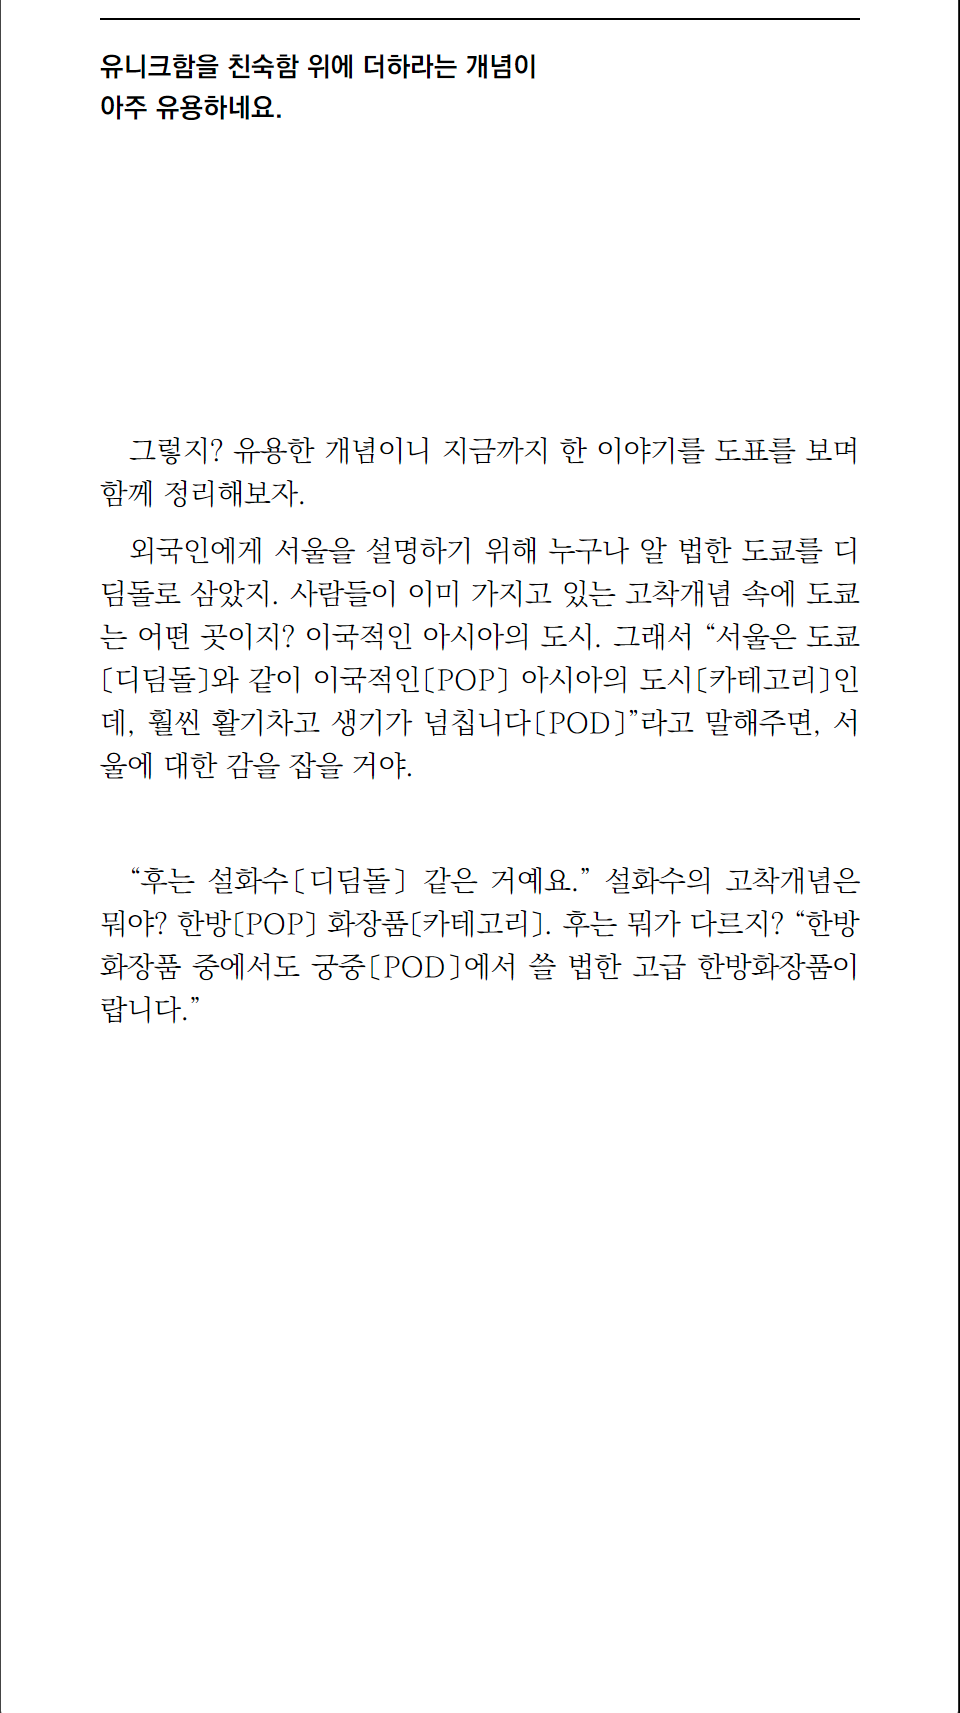 유니크함을 친숙함 위에 더하라는 개념이
아주 유용하네요.
그렇지? 유용한 개념이니 지금까지 한 이야기를 도표를 보며
함께 정리해보자.
외국인에게 서울을 설명하기 위해 누구나 알 법한 도쿄를 디
딤돌로 삼았지. 사람들이 이미 가지고 있는 고착개념 속에 도쿄
는 어떤 곳이지? 이국적인 아시아의 도시. 그래서 “서울은 도쿄
〔디딤돌〕와 같이 이국적인〔POP〕 아시아의 도시〔카테고리〕인
데, 훨씬 활기차고 생기가 넘칩니다〔POD〕”라고 말해주면, 서
울에 대한 감을 잡을 거야.
“후는 설화수〔디딤돌〕 같은 거예요.” 설화수의 고착개념은
뭐야? 한방〔POP〕 화장품〔카테고리〕. 후는 뭐가 다르지? “한방
화장품 중에서도 궁중〔POD〕에서 쓸 법한 고급 한방화장품이
랍니다.”